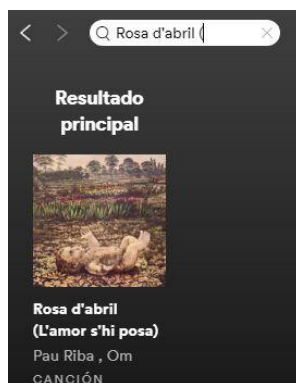 Rosa d'abril (
Resultado
principal
Rosa d'abril
(L'amor s'hi posa)
Pau Riba , Om
CANCIÓN